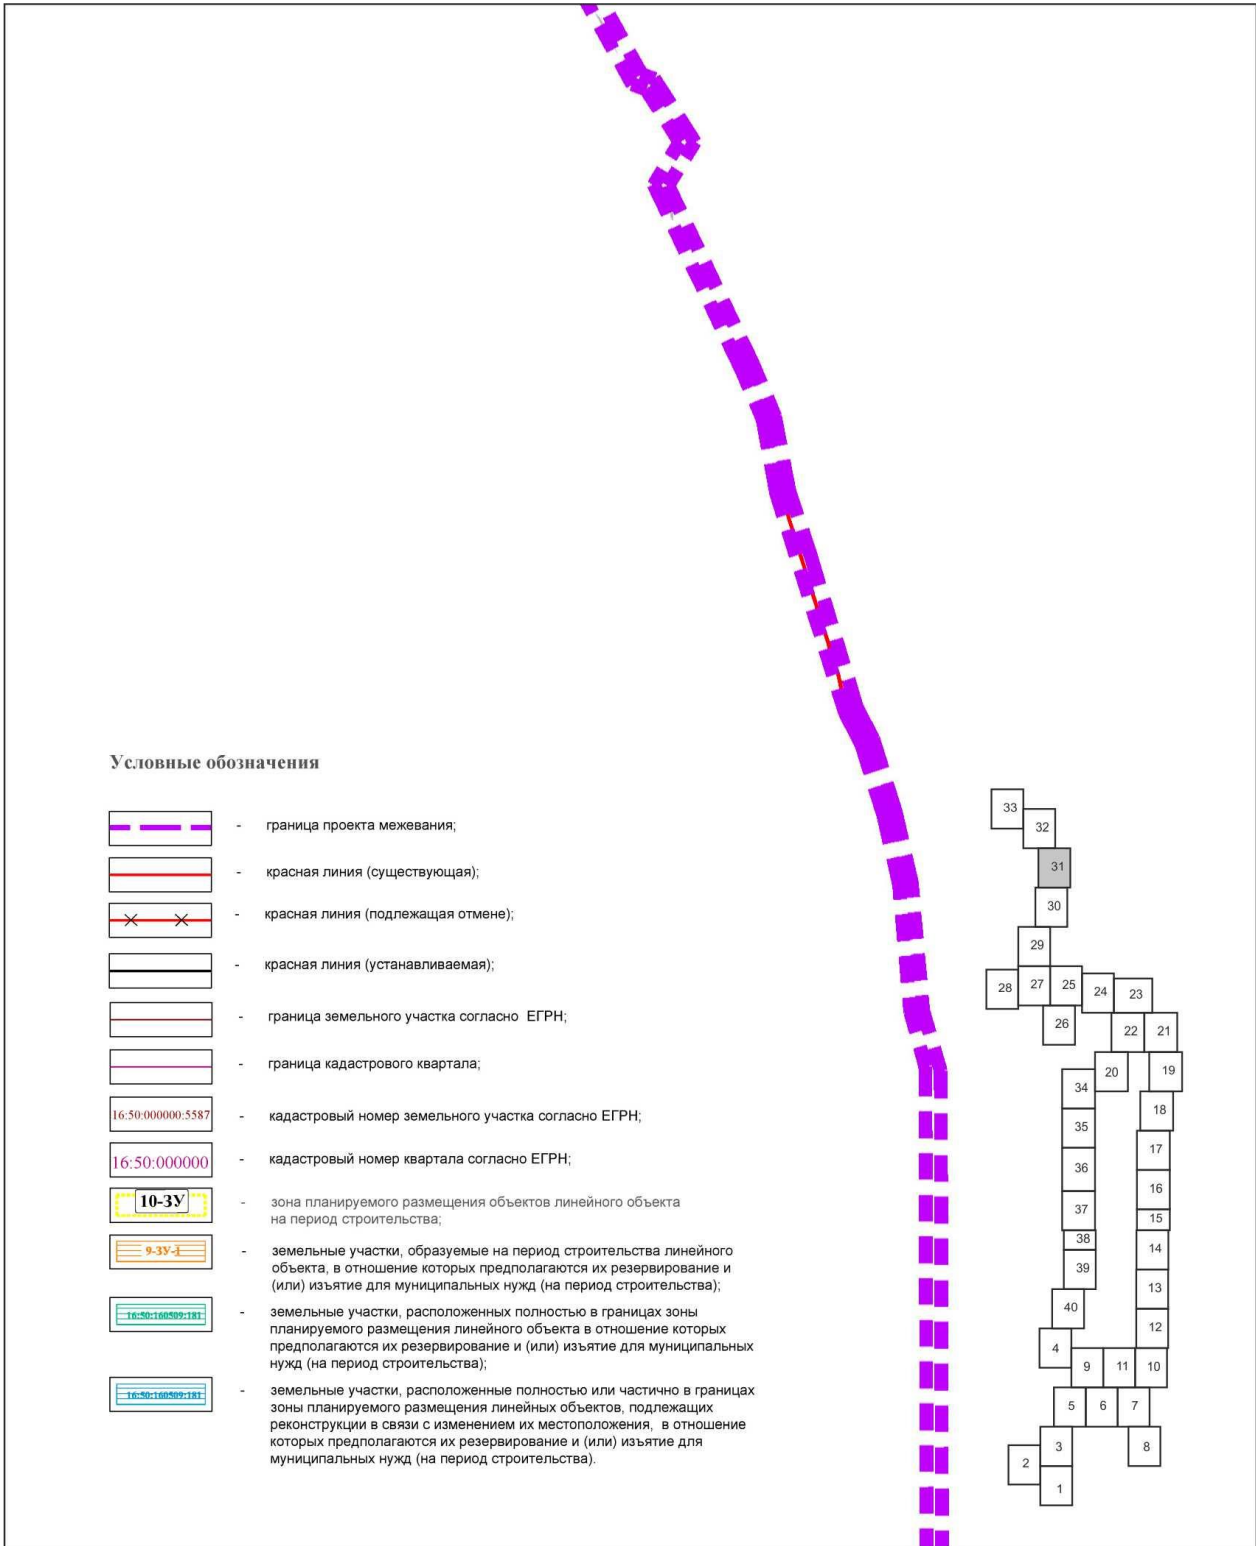 Условные обозначения
- граница проекта межевания;
- красная линия (существующая);
- красная линия (подлежащая отмене);
- красная линия (устанавливаемая);
- граница земельного участка согласно ЕГРН;
- граница кадастрового квартала;
16:50:000000:5587 - кадастровый номер земельного участка согласно ЕГРН;
16:50:000000 - кадастровый номер квартала согласно ЕГРН;
10-ЗУ - зона планируемого размещения объектов линейного объекта
на период строительства;
9-ЗУ-1 - земельные участки, образуемые на период строительства линейного
объекта, в отношение которых предполагаются их резервирование и
(или) изъятие для муниципальных нужд (на период строительства);
16:50:160509:181 - земельные участки, расположенных полностью в границах зоны
планируемого размещения линейного объекта в отношение которых
предполагаются их резервирование и (или) изъятие для муниципальных
нужд (на период строительства);
16:50:160509:181 - земельные участки, расположенные полностью или частично в границах
зоны планируемого размещения линейных объектов, подлежащих
реконструкции в связи с изменением их местоположения, в отношение
которых предполагаются их резервирование и (или) изъятие для
муниципальных нужд (на период строительства).
33
32
31
30
29
28 27 25 24 23
26 22 21
20 19
34
18
35
17
36
16
37
15
38
14
39
13
40
12
4
9 11 10
5 6 7
3 8
2
1